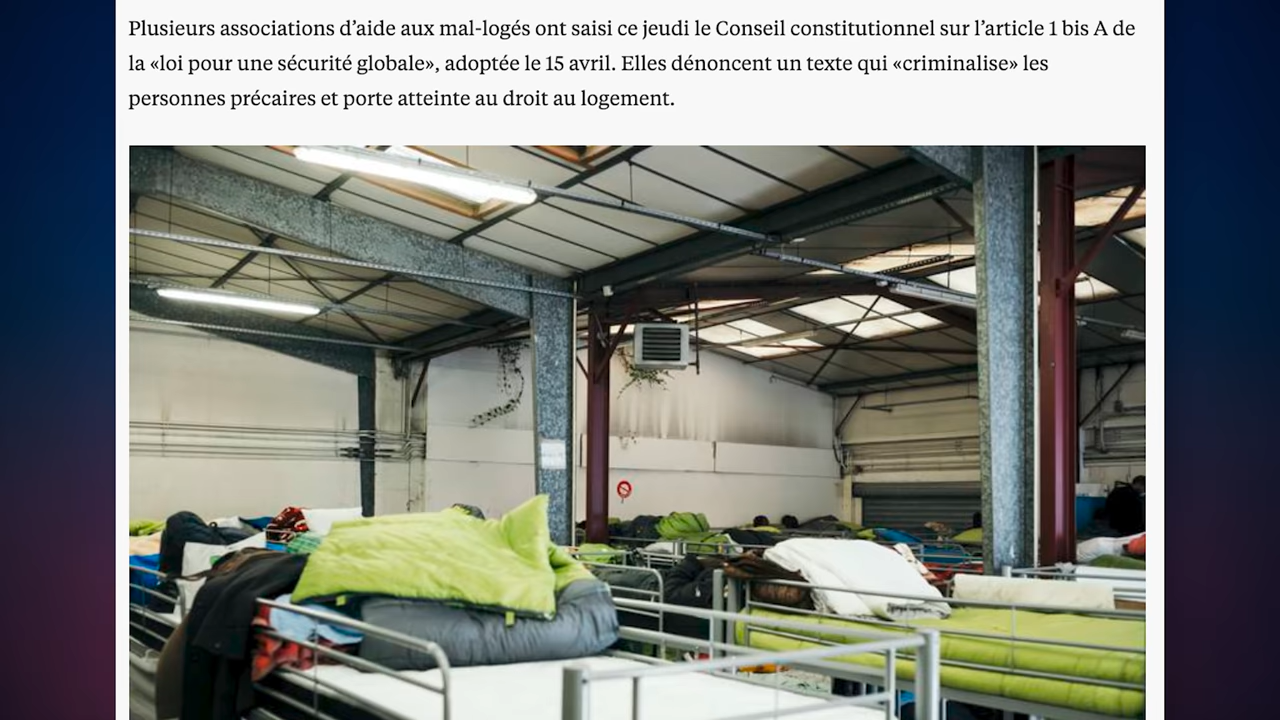 Plusieurs associations d’aide aux mal-logés ont saisi ce jeudi le Conseil constitutionnel sur l’article 1 bis A de
la «loi pour une sécurité globale», adoptée le 15 avril. Elles dénoncent un texte qui «criminalise» les
personnes précaires et porte atteinte au droit au logement.